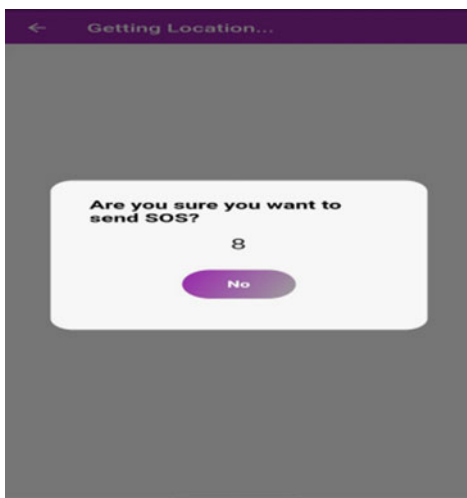 Getting Location...
Are you sure you want to
send SOS?
8
No